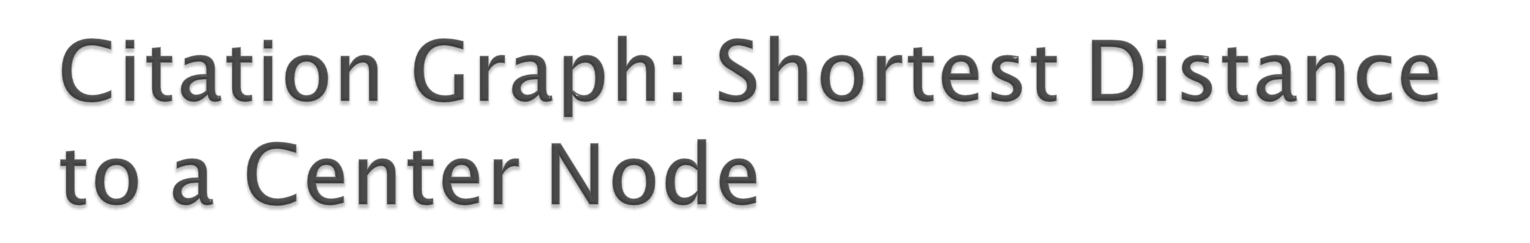 Citation Graph: Shortest Distance
to a Center Node